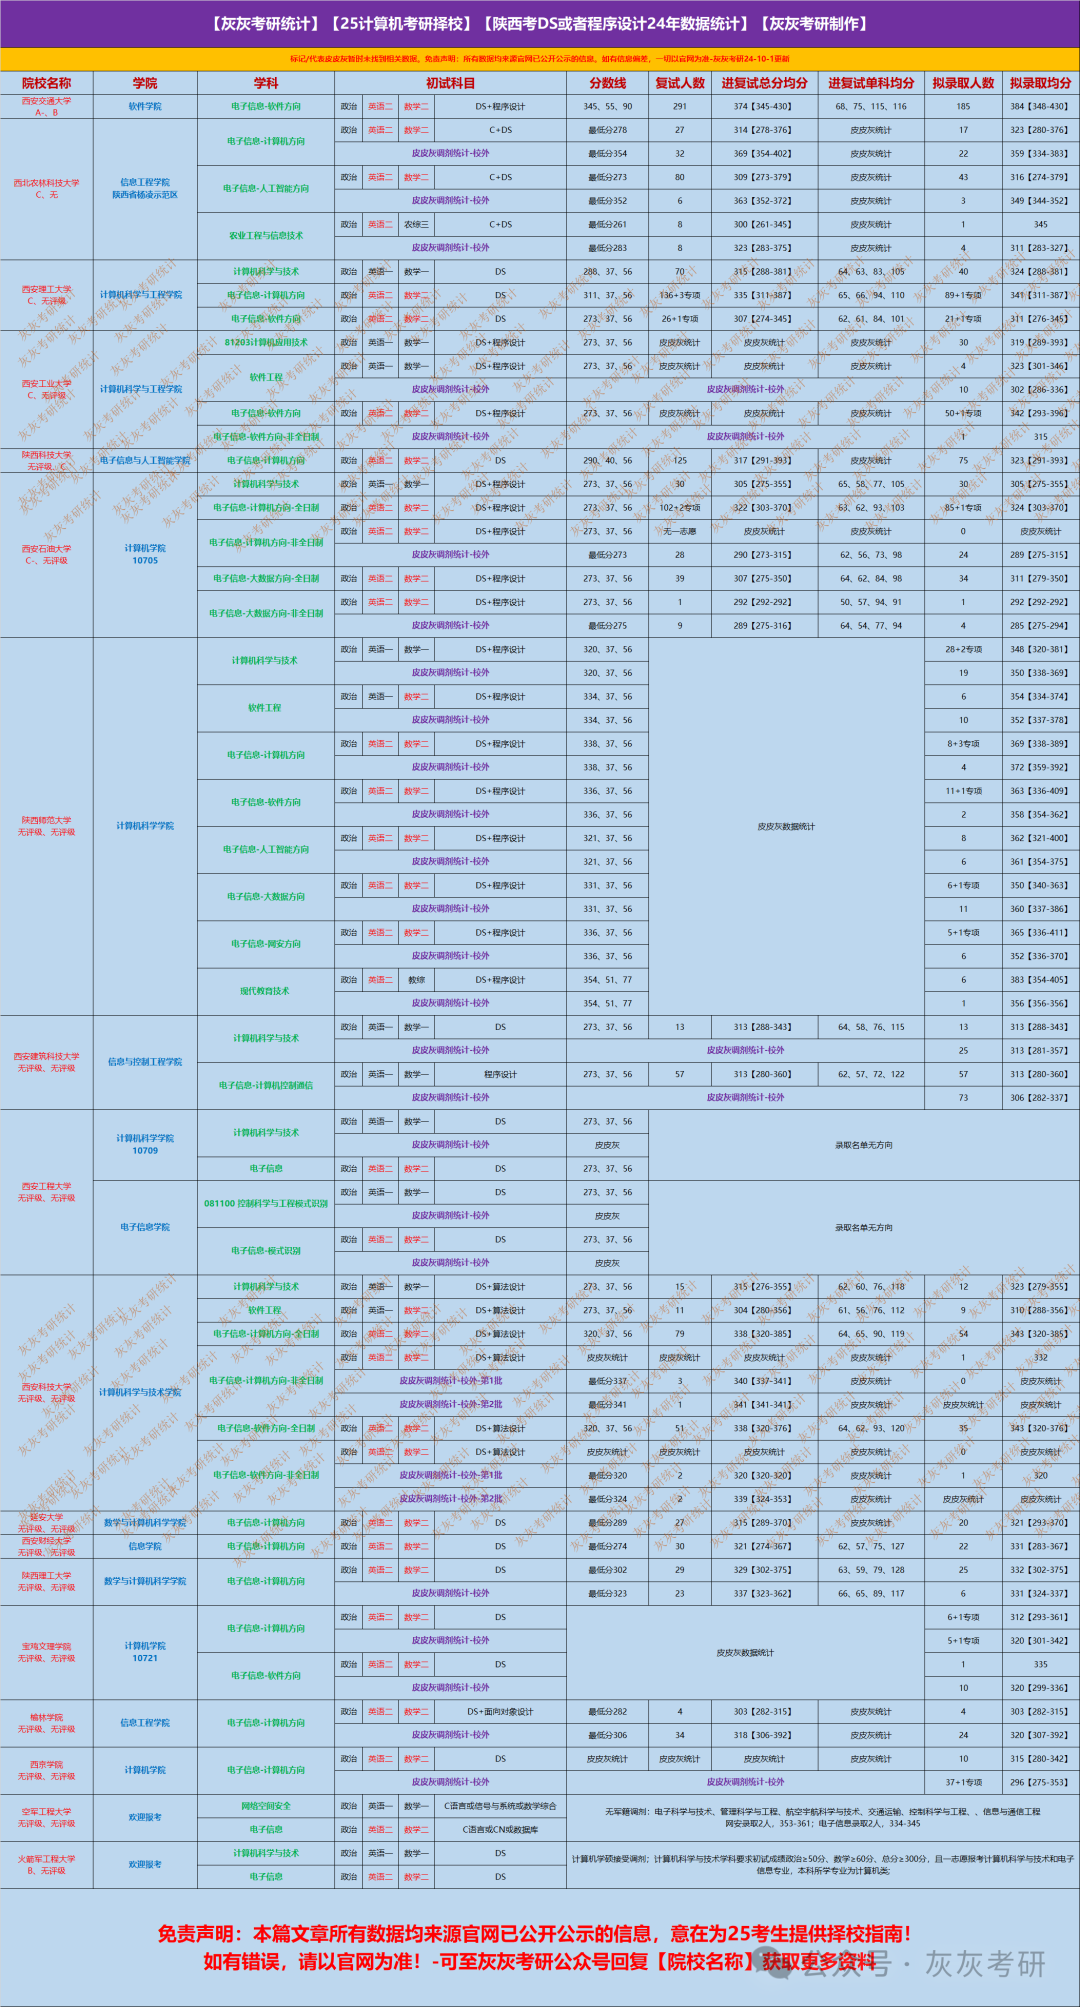 【灰灰考研统计】【25计算机考研择校】【陕西考DS或者程序设计24年数据统计】【灰灰考研制作】
标记/代表皮皮灰暂时未找到相关数据。免责声明：所有数据均来源官网已公开公示的信息。如有信息偏差，一切以官网为准-灰灰考研24-10-1更新
院校名称 学院 学科 初试科目 分数线 复试人数 进复试总分均分 进复试单科均分 拟录取人数 拟录取均分
西安交通大学 A-、B 软件学院 电子信息-软件方向 政治 英语二 数学二 DS+程序设计 345、55、90 291 374【345-430】 68、75、115、116 185 384【348-430】
西北农林科技大学 C、无 信息工程学院 陕西省杨凌示范区 电子信息-计算机方向 政治 英语二 数学二 C+DS 最低分278 27 314【278-376】 皮皮灰统计 17 323【280-376】
皮皮灰调剂统计-校外 最低分354 32 369【354-402】 皮皮灰统计 22 359【334-383】
电子信息-人工智能方向 政治 英语二 数学二 C+DS 最低分273 80 309【273-379】 皮皮灰统计 43 316【274-379】
皮皮灰调剂统计-校外 最低分352 6 363【352-372】 皮皮灰统计 3 349【344-352】
农业工程与信息技术 政治 英语二 农综三 C+DS 最低分261 8 300【261-345】 皮皮灰统计 1 345
皮皮灰调剂统计-校外 最低分283 8 323【283-375】 皮皮灰统计 4 311【283-327】
西安理工大学 C、无评级 计算机科学与工程学院 计算机科学与技术 政治 英语一 数学一 DS 288、37、56 70 315【288-381】 64、63、83、105 40 324【288-381】
电子信息-计算机方向 政治 英语二 数学二 DS 311、37、56 136+3专项 335【311-387】 65、66、94、110 89+1专项 341【311-387】
电子信息-软件方向 政治 英语二 数学二 DS 273、37、56 26+1专项 307【274-345】 62、61、84、101 21+1专项 311【276-345】
西安工业大学 C、无评级 计算机科学与工程学院 81203计算机应用技术 政治 英语一 数学一 DS+程序设计 273、37、56 皮皮灰统计 皮皮灰统计 皮皮灰统计 30 319【289-393】
软件工程 政治 英语一 数学一 DS+程序设计 273、37、56 皮皮灰统计 皮皮灰统计 皮皮灰统计 4 323【301-346】
皮皮灰调剂统计-校外 皮皮灰调剂统计-校外 10 302【286-336】
电子信息-软件方向 政治 英语二 数学二 DS+程序设计 273、37、56 皮皮灰统计 皮皮灰统计 皮皮灰统计 50+1专项 342【293-396】
电子信息-软件方向-非全日制 皮皮灰调剂统计-校外 皮皮灰调剂统计-校外 1 315
陕西科技大学 无评级、C 电子信息与人工智能学院 电子信息-计算机方向 政治 英语二 数学二 DS 290、40、56 125 317【291-393】 皮皮灰统计 75 323【291-393】
西安石油大学 C-、无评级 计算机学院 10705 计算机科学与技术 政治 英语一 数学一 DS+程序设计 273、37、56 30 305【275-355】 65、58、77、105 30 305【275-355】
电子信息-计算机方向-全日制 政治 英语二 数学二 DS+程序设计 273、37、56 102+2专项 322【303-370】 63、62、93、103 85+1专项 324【303-370】
电子信息-计算机方向-非全日制 政治 英语二 数学二 DS+程序设计 273、37、56 无一志愿 皮皮灰统计 皮皮灰统计 0 皮皮灰统计
皮皮灰调剂统计-校外 最低分273 28 290【273-315】 62、56、73、98 24 289【275-315】
电子信息-大数据方向-全日制 政治 英语二 数学二 DS+程序设计 273、37、56 39 307【275-350】 64、62、84、98 34 311【279-350】
电子信息-大数据方向-非全日制 政治 英语二 数学二 DS+程序设计 273、37、56 1 292【292-292】 50、57、94、91 1 292【292-292】
皮皮灰调剂统计-校外 最低分275 9 289【275-316】 64、54、77、94 4 285【275-294】
陕西师范大学 无评级、无评级 计算机科学学院 计算机科学与技术 政治 英语一 数学一 DS+程序设计 320、37、56 皮皮灰数据统计 28+2专项 348【320-381】
皮皮灰调剂统计-校外 320、37、56 19 350【338-369】
软件工程 政治 英语一 数学二 DS+程序设计 334、37、56 6 354【334-374】
皮皮灰调剂统计-校外 334、37、56 10 352【337-378】
电子信息-计算机方向 政治 英语二 数学二 DS+程序设计 338、37、56 8+3专项 369【338-389】
皮皮灰调剂统计-校外 338、37、56 4 372【359-392】
电子信息-软件方向 政治 英语二 数学二 DS+程序设计 336、37、56 11+1专项 363【336-409】
皮皮灰调剂统计-校外 336、37、56 2 358【354-362】
电子信息-人工智能方向 政治 英语二 数学二 DS+程序设计 321、37、56 8 362【321-400】
皮皮灰调剂统计-校外 321、37、56 6 361【354-375】
电子信息-大数据方向 政治 英语二 数学二 DS+程序设计 331、37、56 6+1专项 350【340-363】
皮皮灰调剂统计-校外 331、37、56 11 360【337-386】
电子信息-网安方向 政治 英语二 数学二 DS+程序设计 336、37、56 5+1专项 365【336-411】
皮皮灰调剂统计-校外 336、37、56 6 352【336-370】
现代教育技术 政治 英语二 教综 DS+程序设计 354、51、77 6 383【354-405】
皮皮灰调剂统计-校外 354、51、77 1 356【356-356】
西安建筑科技大学 无评级、无评级 信息与控制工程学院 计算机科学与技术 政治 英语一 数学一 DS 273、37、56 13 313【288-343】 64、58、76、115 13 313【288-343】
皮皮灰调剂统计-校外 皮皮灰调剂统计-校外 25 313【281-357】
电子信息-计算机控制通信 政治 英语一 数学一 程序设计 273、37、56 57 313【280-360】 62、57、72、122 57 313【280-360】
皮皮灰调剂统计-校外 皮皮灰调剂统计-校外 73 306【282-337】
西安工程大学 无评级、无评级 计算机科学学院 10709 计算机科学与技术 政治 英语一 数学一 DS 273、37、56 录取名单无方向
皮皮灰调剂统计-校外 皮皮灰
电子信息 政治 英语二 数学二 DS 273、37、56
电子信息学院 081100 控制科学与工程模式识别 政治 英语一 数学一 DS 273、37、56 录取名单无方向
皮皮灰调剂统计-校外 皮皮灰
电子信息-模式识别 政治 英语二 数学二 DS 273、37、56
皮皮灰调剂统计-校外 皮皮灰
西安科技大学 无评级、无评级 计算机科学与技术学院 计算机科学与技术 政治 英语一 数学一 DS+算法设计 273、37、56 15 315【276-355】 62、60、76、118 12 323【279-355】
软件工程 政治 英语一 数学二 DS+算法设计 273、37、56 11 304【280-356】 61、56、76、112 9 310【288-356】
电子信息-计算机方向-全日制 政治 英语二 数学二 DS+算法设计 320、37、56 79 338【320-385】 64、65、90、119 54 343【320-385】
电子信息-计算机方向-非全日制 政治 英语二 数学二 DS+算法设计 皮皮灰统计 皮皮灰统计 皮皮灰统计 皮皮灰统计 1 332
皮皮灰调剂统计-校外-第1批 最低分337 3 340【337-341】 皮皮灰统计 0 皮皮灰统计
皮皮灰调剂统计-校外-第2批 最低分341 1 341【341-341】 皮皮灰统计 皮皮灰统计 皮皮灰统计
电子信息-软件方向-全日制 政治 英语二 数学二 DS+算法设计 320、37、56 51 338【320-376】 64、62、93、120 35 343【320-376】
电子信息-软件方向-非全日制 政治 英语二 数学二 DS+算法设计 皮皮灰统计 皮皮灰统计 皮皮灰统计 皮皮灰统计 0 皮皮灰统计
皮皮灰调剂统计-校外-第1批 最低分320 2 320【320-320】 皮皮灰统计 1 320
皮皮灰调剂统计-校外-第2批 最低分324 2 339【324-353】 皮皮灰统计 皮皮灰统计 皮皮灰统计
延安大学 无评级、无评级 数学与计算机科学学院 电子信息-计算机方向 政治 英语二 数学二 DS 最低分289 27 315【289-370】 皮皮灰统计 20 321【293-370】
西安财经大学 无评级、无评级 信息学院 电子信息-计算机方向 政治 英语二 数学二 DS 最低分274 30 321【274-367】 62、57、75、127 22 331【283-367】
陕西理工大学 无评级、无评级 数学与计算机科学学院 电子信息-计算机方向 政治 英语二 数学二 DS 最低分302 29 329【302-375】 63、59、79、128 25 332【302-375】
皮皮灰调剂统计-校外 最低分323 23 337【323-362】 66、65、89、117 6 331【324-337】
宝鸡文理学院 无评级、无评级 计算机学院 10721 电子信息-计算机方向 政治 英语二 数学二 DS 皮皮灰数据统计 6+1专项 312【293-361】
皮皮灰调剂统计-校外 5+1专项 320【301-342】
电子信息-软件方向 政治 英语二 数学二 DS 1 335
皮皮灰调剂统计-校外 10 320【299-336】
榆林学院 无评级、无评级 信息工程学院 电子信息-计算机方向 政治 英语二 数学二 DS+面向对象设计 最低分282 4 303【282-315】 皮皮灰统计 4 303【282-315】
皮皮灰调剂统计-校外 最低分306 34 318【306-392】 皮皮灰统计 24 320【307-392】
西京学院 无评级、无评级 计算机学院 电子信息-计算机方向 政治 英语二 数学二 DS 皮皮灰统计 皮皮灰统计 皮皮灰统计 皮皮灰统计 10 315【280-342】
皮皮灰调剂统计-校外 皮皮灰调剂统计-校外 37+1专项 296【275-353】
空军工程大学 无评级、无评级 欢迎报考 网络空间安全 政治 英语一 数学一 C语言或信号与系统或数学综合 无军籍调剂：电子科学与技术、管理科学与工程、航空宇航科学与技术、交通运输、控制科学与工程、、信息与通信工程
电子信息 政治 英语二 数学二 C语言或CN或数据库 网安录取2人，353-361；电子信息录取2人，334-345
火箭军工程大学 B、无评级 欢迎报考 计算机科学与技术 政治 英语一 数学一 DS 计算机学硕接受调剂；计算机科学与技术学科要求初试成绩政治≥50分、数学≥60分、总分≥300分，且一志愿报考计算机科学与技术和电子
电子信息 政治 英语二 数学二 DS 信息专业，本科所学专业为计算机类;
免责声明：本篇文章所有数据均来源官网已公开公示的信息，意在为25考生提供择校指南！
如有错误，请以官网为准！-可至灰灰考研公众号回复【院校名称】获取更多资料
公众号 · 灰灰考研